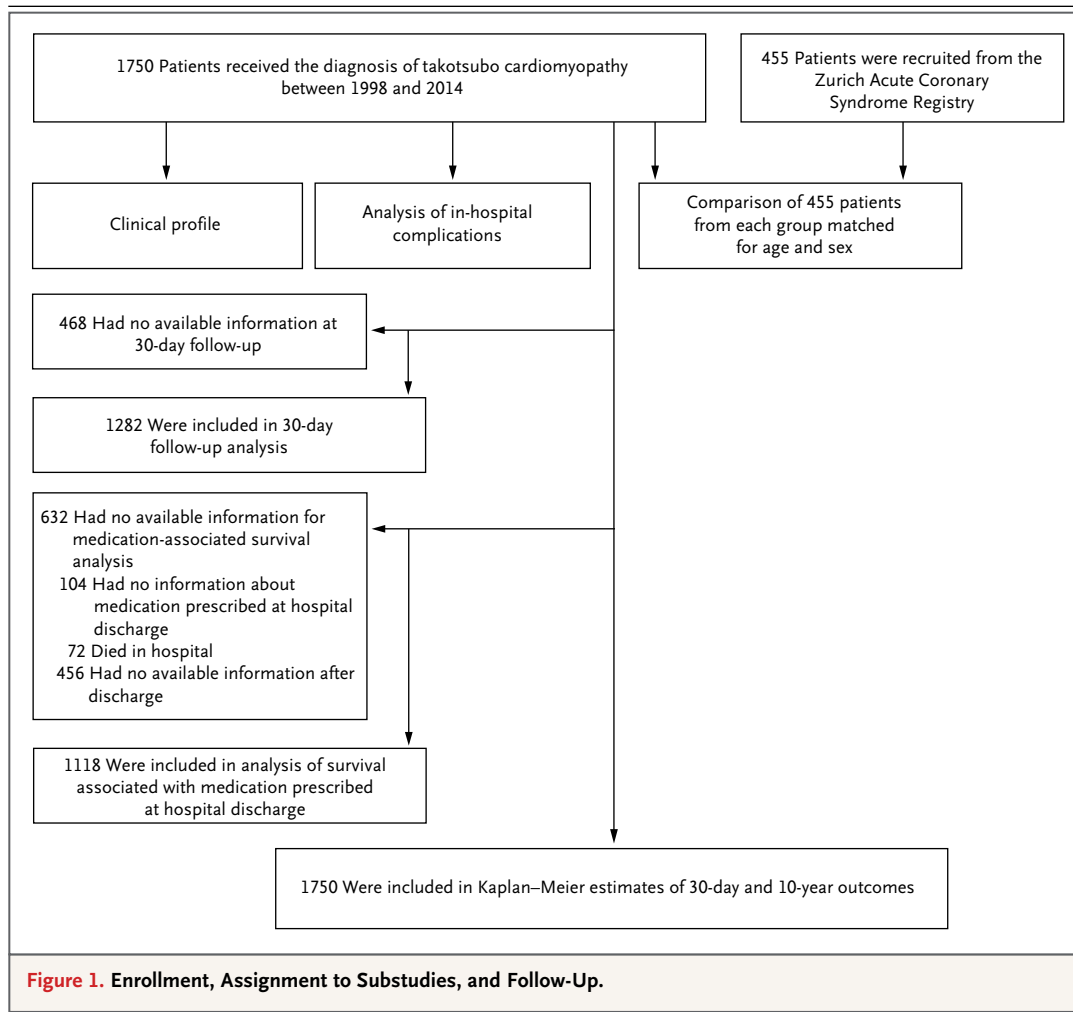 1750 Patients received the diagnosis of takotsubo cardiomyopathy
between 1998 and 2014
455 Patients were recruited from the
Zurich Acute Coronary
Syndrome Registry
Clinical profile
Analysis of in-hospital
complications
Comparison of 455 patients
from each group matched
for age and sex
468 Had no available information at
30-day follow-up
1282 Were included in 30-day
follow-up analysis
632 Had no available information for
medication-associated survival
analysis
104 Had no information about
medication prescribed at hospital
discharge
72 Died in hospital
456 Had no available information after
discharge
1118 Were included in analysis of survival
associated with medication prescribed
at hospital discharge
1750 Were included in Kaplan–Meier estimates of 30-day and 10-year outcomes
Figure 1. Enrollment, Assignment to Substudies, and Follow-Up.